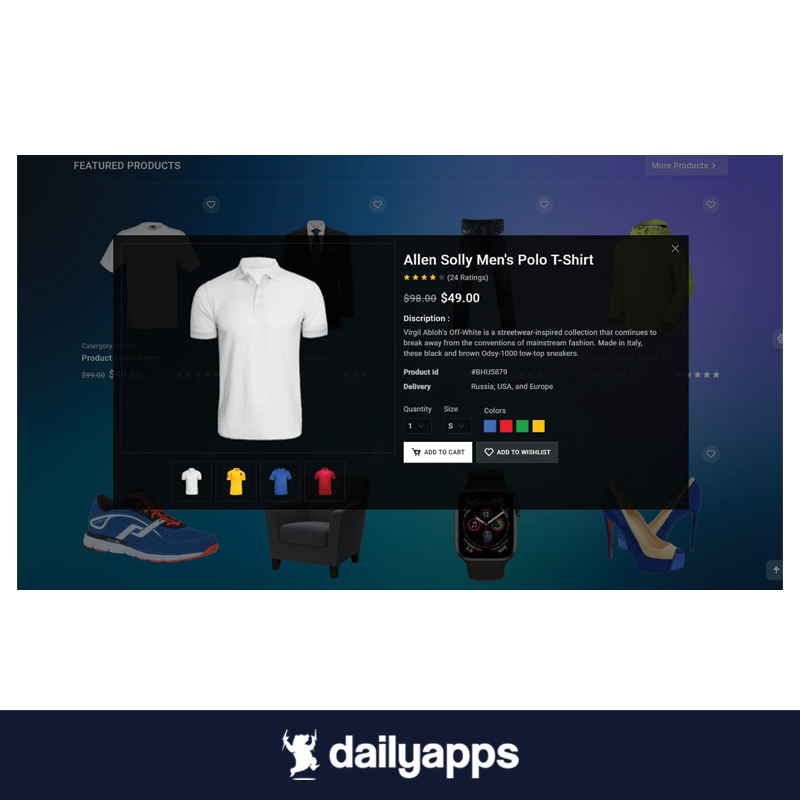 FEATURED PRODUCTS
More Products >
Allen Solly Men's Polo T-Shirt
(24 Ratings)
$98.00 $49.00
Discription :
Virgil Abloh's Off-White is a streetwear-inspired collection that continues to
break away from the conventions of mainstream fashion. Made in Italy,
these black and brown Odsy-1000 low-top sneakers.
Product Id #BHU5879
Delivery Russia, USA, and Europe
Quantity Size Colors
1 S
ADD TO CART ADD TO WISHLIST
Catergory
Product Short Name
$99.00 $49.00
dailyapps